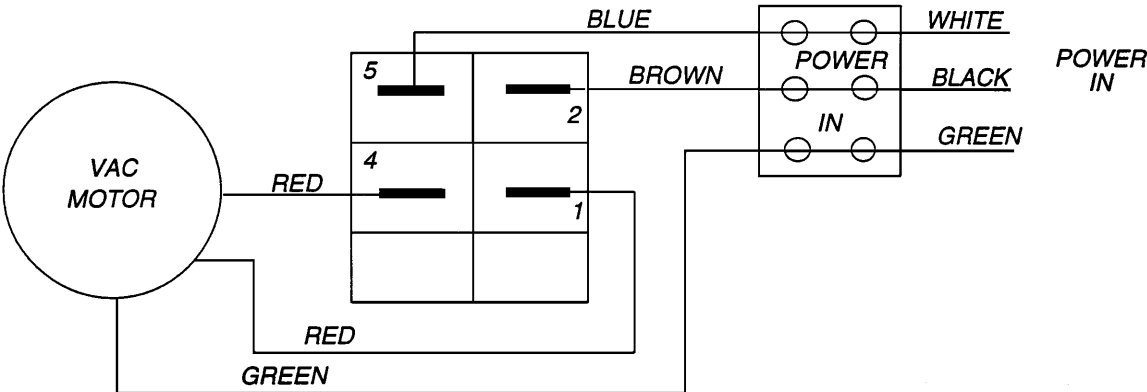 BLUE
WHITE
5
POWER
POWER
IN
BROWN
BLACK
2
IN
GREEN
VAC
MOTOR
4
RED
1
RED
GREEN